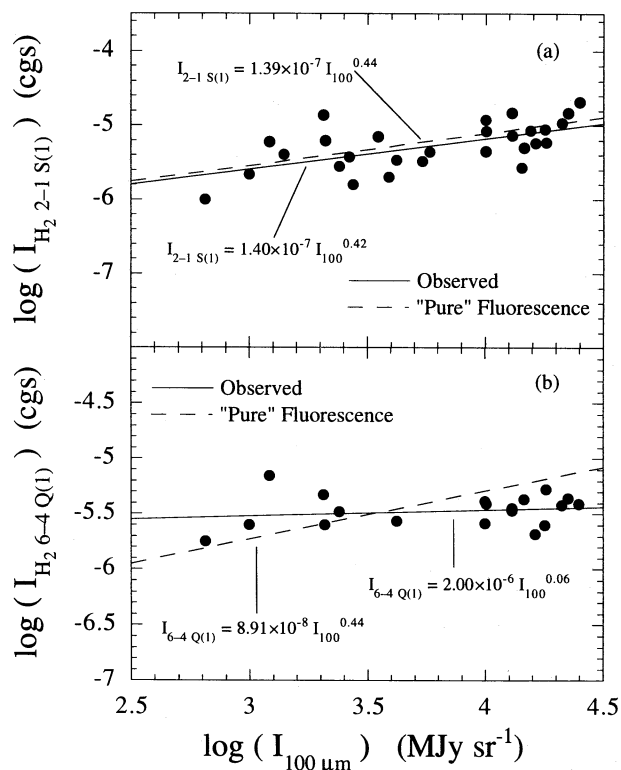 (a)
I2–1 S(1) = 1.39×10-7 I100 0.44
I2–1 S(1) = 1.40×10-7 I100 0.42
Observed
"Pure" Fluorescence
log ( IH2 2–1 S(1) ) (cgs)
-4
-5
-6
-7
(b)
Observed
"Pure" Fluorescence
I6–4 Q(1) = 2.00×10-6 I100 0.06
I6–4 Q(1) = 8.91×10-8 I100 0.44
log ( IH2 6–4 Q(1) ) (cgs)
-4.5
-5
-5.5
-6
-6.5
-7
2.5 3 3.5 4 4.5
log ( I100 μm ) (MJy sr-1)